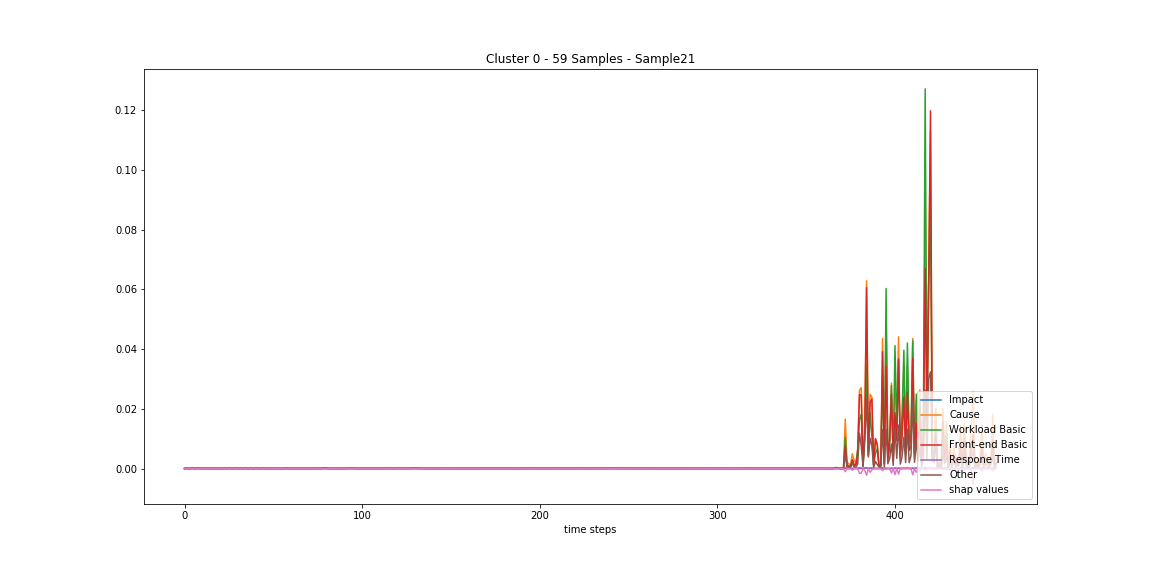 Cluster 0 - 59 Samples - Sample21
0.12
0.10
0.08
0.06
0.04
0.02
0.00
Impact
Cause
Workload Basic
Front-end Basic
Respone Time
Other
shap values
0 100 200 300 400
time steps